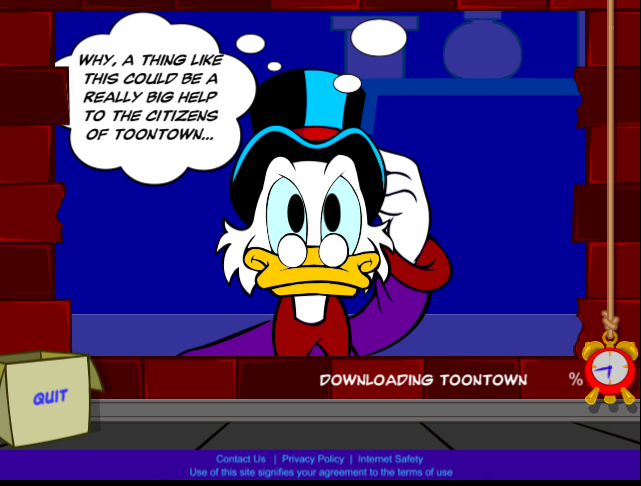 WHY, A THING LIKE
THIS COULD BE A
REALLY BIG HELP
TO THE CITIZENS
OF TOONTOWN...
DOWNLOADING TOONTOWN %
QUIT
Contact Us | Privacy Policy | Internet Safety
Use of this site signifies your agreement to the terms of use